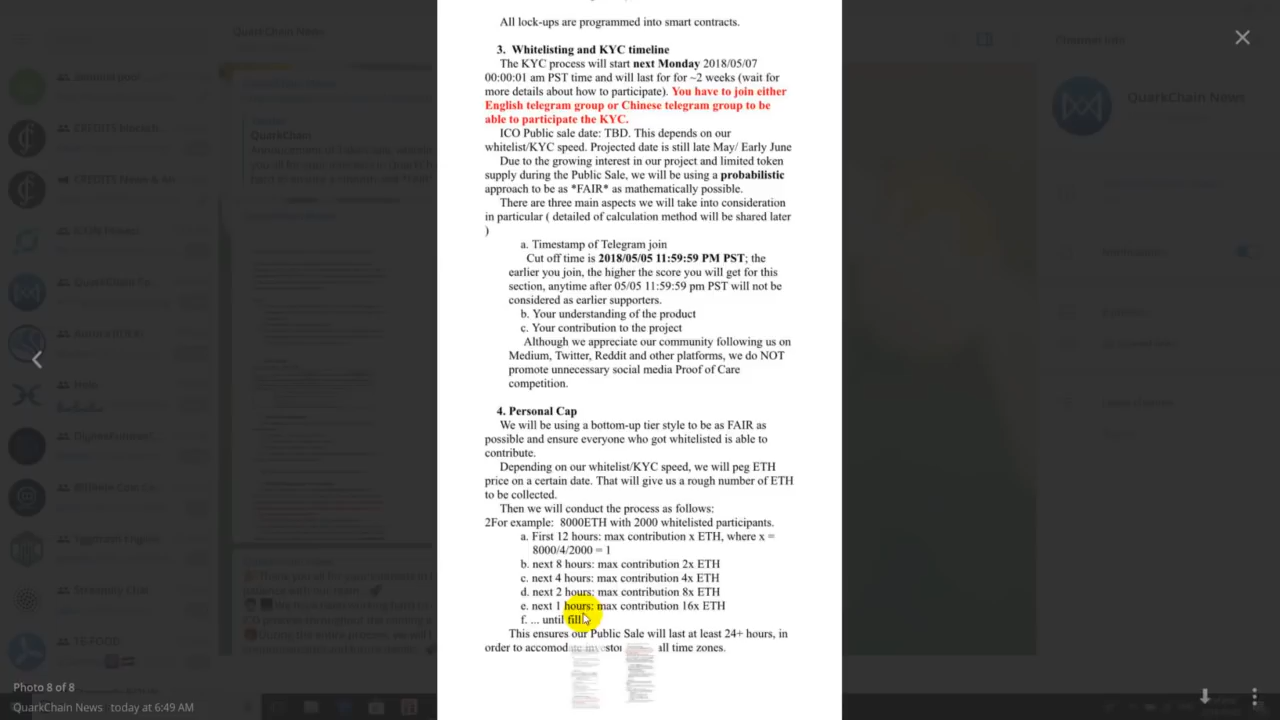 All lock-ups are programmed into smart contracts.
3. Whitelisting and KYC timeline
The KYC process will start next Monday 2018/05/07
00:00:01 am PST time and will last for for ~2 weeks (wait for
more details about how to participate). You have to join either
English telegram group or Chinese telegram group to be
able to participate the KYC.
ICO Public sale date: TBD. This depends on our
whitelist/KYC speed. Projected date is still late May/ Early June
Due to the growing interest in our project and limited token
supply during the Public Sale, we will be using a probabilistic
approach to be as *FAIR* as mathematically possible.
There are three main aspects we will take into consideration
in particular ( detailed of calculation method will be shared later
)
a. Timestamp of Telegram join
Cut off time is 2018/05/05 11:59:59 PM PST; the
earlier you join, the higher the score you will get for this
section, anytime after 05/05 11:59:59 pm PST will not be
considered as earlier supporters.
b. Your understanding of the product
c. Your contribution to the project
Although we appreciate our community following us on
Medium, Twitter, Reddit and other platforms, we do NOT
promote unnecessary social media Proof of Care
competition.
4. Personal Cap
We will be using a bottom-up tier style to be as FAIR as
possible and ensure everyone who got whitelisted is able to
contribute.
Depending on our whitelist/KYC speed, we will peg ETH
price on a certain date. That will give us a rough number of ETH
to be collected.
Then we will conduct the process as follows:
2For example: 8000ETH with 2000 whitelisted participants.
a. First 12 hours: max contribution x ETH, where x =
8000/4/2000 = 1
b. next 8 hours: max contribution 2x ETH
c. next 4 hours: max contribution 4x ETH
d. next 2 hours: max contribution 8x ETH
e. next 1 hours: max contribution 16x ETH
f. ... until fill
This ensures our Public Sale will last at least 24+ hours, in
order to accomodate all time zones.
QuarkChain News
QuarkChain
QuarkChain News
Photo 8 of 8